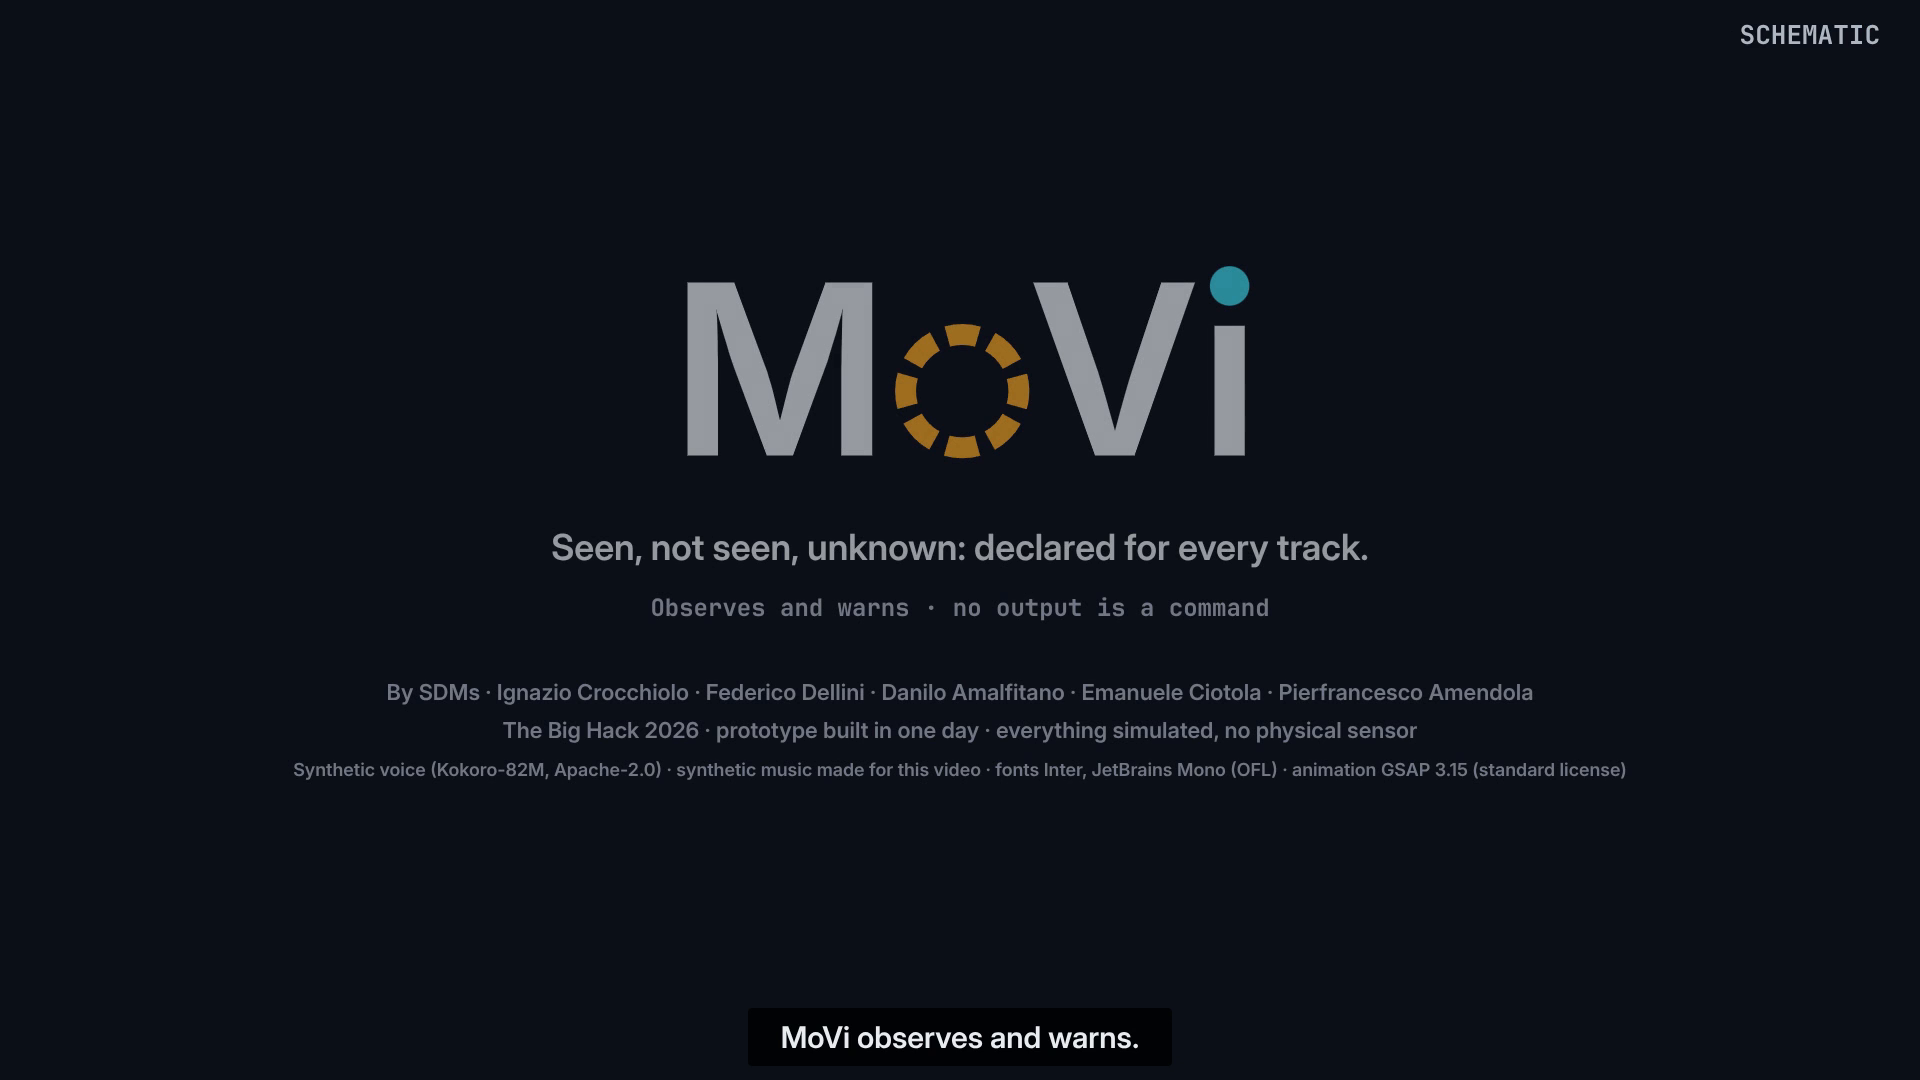 SCHEMATIC
MoVi
Seen, not seen, unknown: declared for every track.
Observes and warns · no output is a command
By SDMs · Ignazio Crocchiolo · Federico Dellini · Danilo Amalfitano · Emanuele Ciotola · Pierfrancesco Amendola
The Big Hack 2026 · prototype built in one day · everything simulated, no physical sensor
Synthetic voice (Kokoro-82M, Apache-2.0) · synthetic music made for this video · fonts Inter, JetBrains Mono (OFL) · animation GSAP 3.15 (standard license)
MoVi observes and warns.